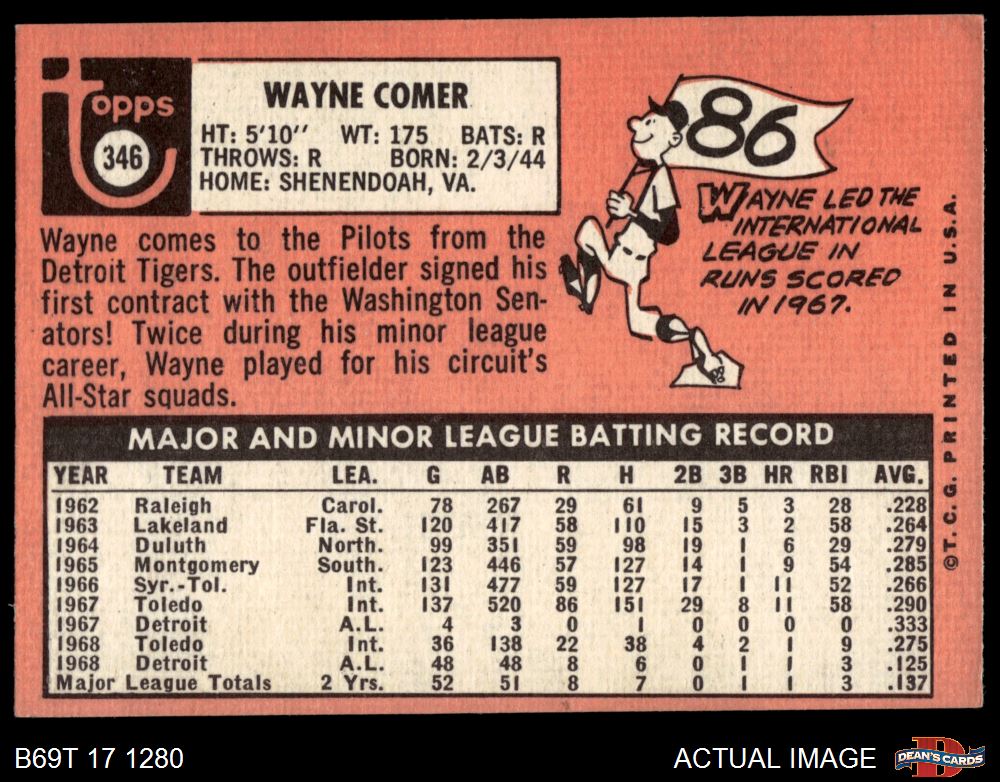 Topps
346
WAYNE COMER
HT: 5'10'' WT: 175 BATS: R
THROWS: R BORN: 2/3/44
HOME: SHENENDOAH, VA.
86
WAYNE LED THE
INTERNATIONAL
LEAGUE IN
RUNS SCORED
IN 1967.
Wayne comes to the Pilots from the
Detroit Tigers. The outfielder signed his
first contract with the Washington Sen-
ators! Twice during his minor league
career, Wayne played for his circuit's
All-Star squads.
MAJOR AND MINOR LEAGUE BATTING RECORD
YEAR TEAM LEA. G AB R H 2B 3B HR RBI AVG.
1962 Raleigh Carol. 78 267 29 61 9 5 3 28 .228
1963 Lakeland Fla. St. 120 417 58 110 15 3 2 58 .264
1964 Duluth North. 99 351 59 98 19 1 6 29 .279
1965 Montgomery South. 123 446 57 127 14 1 9 54 .285
1966 Syr.-Tol. Int. 131 477 59 127 17 1 11 52 .266
1967 Toledo Int. 137 520 86 151 29 8 11 58 .290
1967 Detroit A.L. 4 3 0 1 0 0 0 0 .333
1968 Toledo Int. 36 138 22 38 4 2 1 9 .275
1968 Detroit A.L. 48 48 8 6 0 1 1 3 .125
Major League Totals 2 Yrs. 52 51 8 7 0 1 1 3 .137
©T. C. G. PRINTED IN U.S.A.
B69T 17 1280
ACTUAL IMAGE
D
DEAN'S CARDS